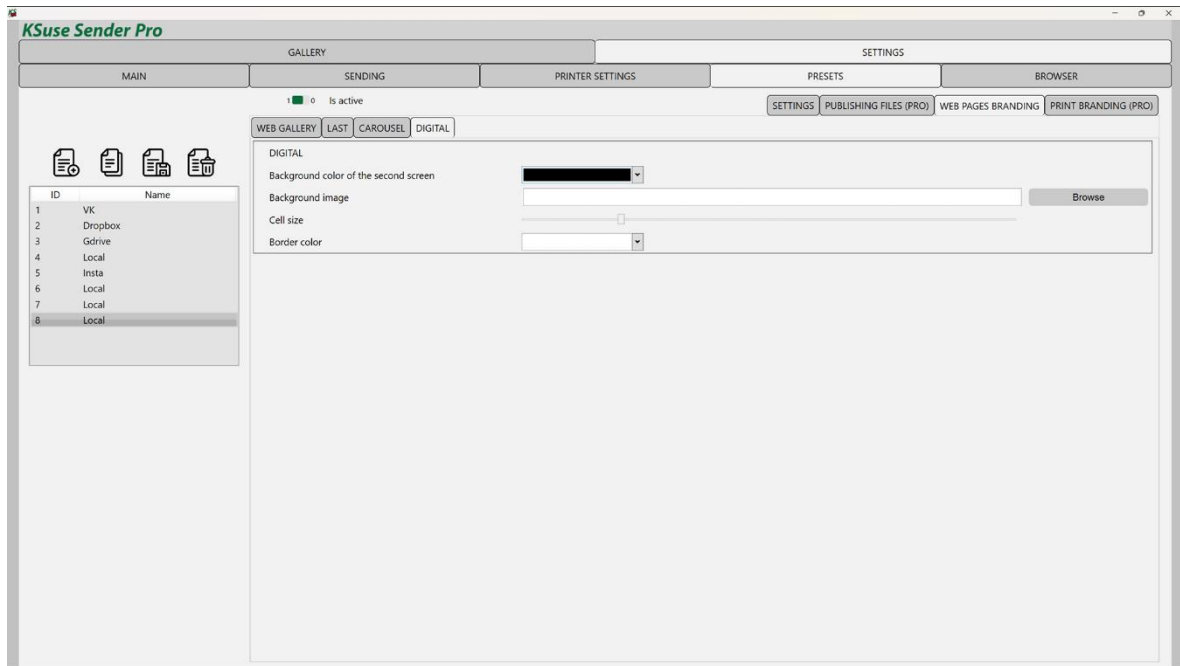 KSuse Sender Pro
GALLERY SETTINGS
MAIN SENDING PRINTER SETTINGS PRESETS BROWSER
1 0 Is active
SETTINGS PUBLISHING FILES (PRO) WEB PAGES BRANDING PRINT BRANDING (PRO)
WEB GALLERY LAST CAROUSEL DIGITAL
DIGITAL
Background color of the second screen
Background image Browse
Cell size
Border color
ID Name
1 VK
2 Dropbox
3 Gdrive
4 Local
5 Insta
6 Local
7 Local
8 Local